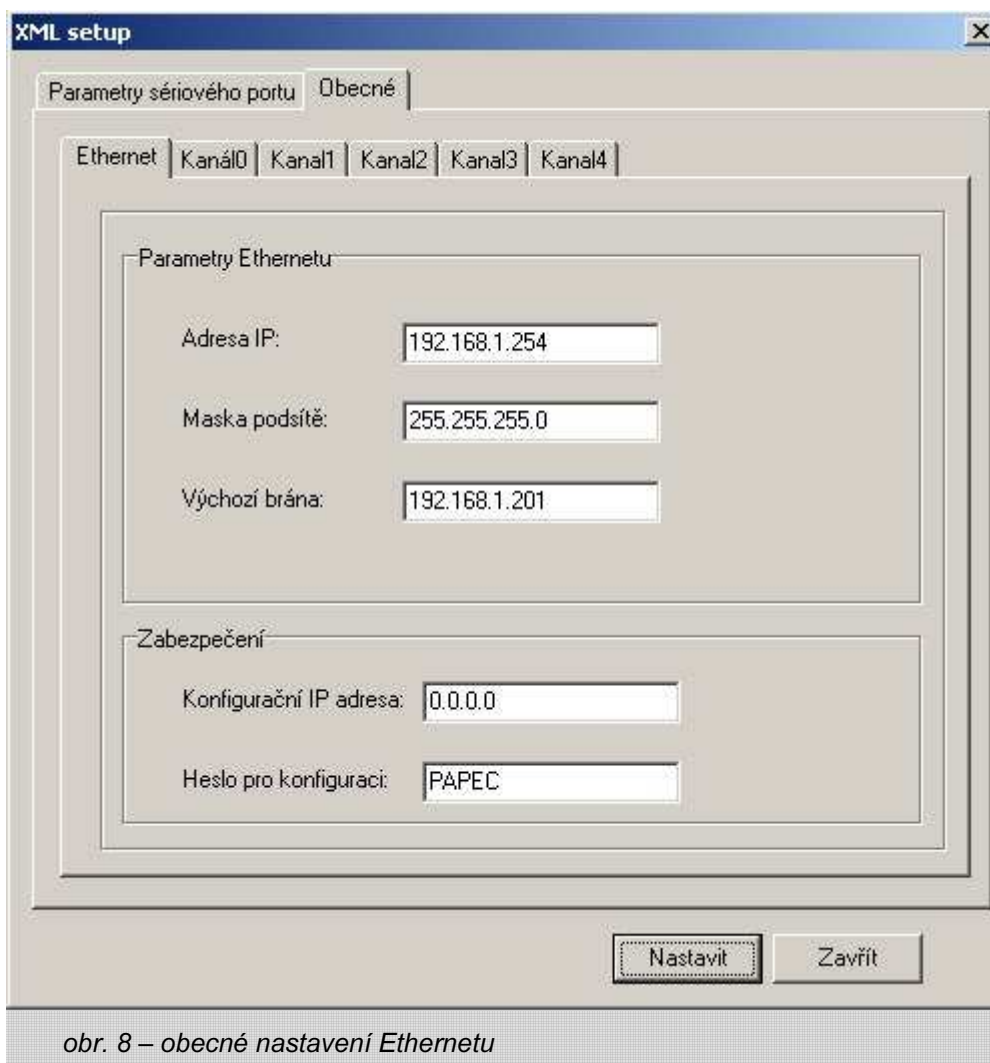 XML setup
Parametry sériového portu Obecné
Ethernet Kanál0 Kanal1 Kanal2 Kanal3 Kanal4
Parametry Ethernetu
Adresa IP: 192.168.1.254
Maska podsítě: 255.255.255.0
Výchozí brána: 192.168.1.201
Zabezpečení
Konfigurační IP adresa: 0.0.0.0
Heslo pro konfiguraci: PAPEC
Nastavit Zavřít
obr. 8 – obecné nastavení Ethernetu